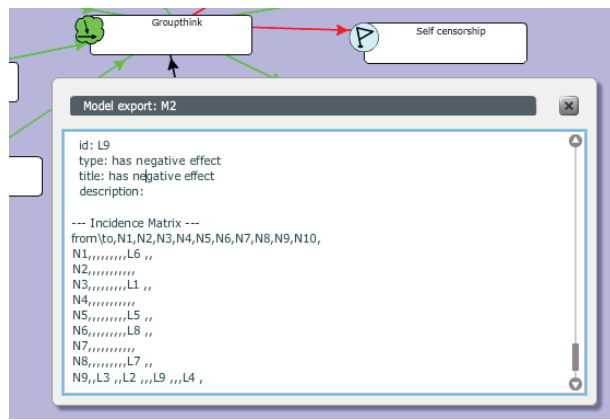 Groupthink
Self censorship
Model export: M2
id: L9
type: has negative effect
title: has negative effect
description:
--- Incidence Matrix ---
from\to,N1,N2,N3,N4,N5,N6,N7,N8,N9,N10,
N1,,,,,,,,,L6 ,,
N2,,,,,,,,,,,
N3,,,,,,,,,L1 ,,
N4,,,,,,,,,,,
N5,,,,,,,,,L5 ,,
N6,,,,,,,,,L8 ,,
N7,,,,,,,,,,,
N8,,,,,,,,,L7 ,,
N9,,L3 ,,L2 ,,,L9 ,,,L4 ,